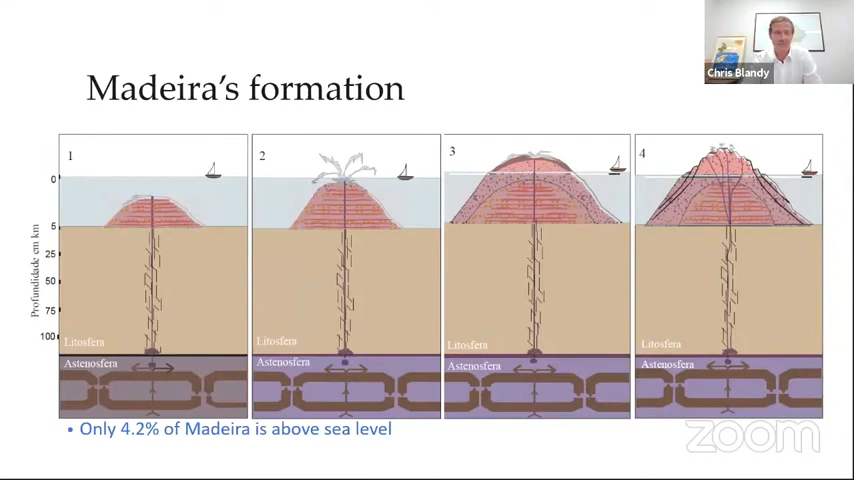 Chris Blandy
Madeira's formation
1
2
3
4
0
5
25
50
75
100
Profundidade em km
Litosfera
Astenosfera
Litosfera
Astenosfera
Litosfera
Astenosfera
Litosfera
Astenosfera
• Only 4.2% of Madeira is above sea level
zoom